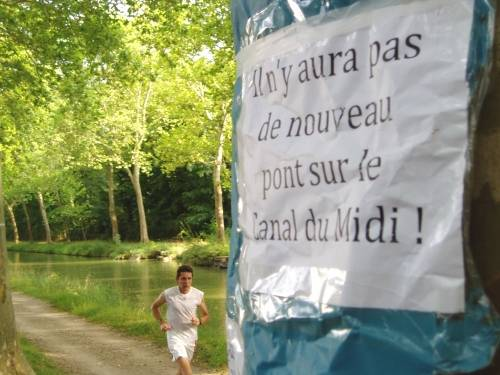 Il n'y aura pas
de nouveau
pont sur le
Canal du Midi !